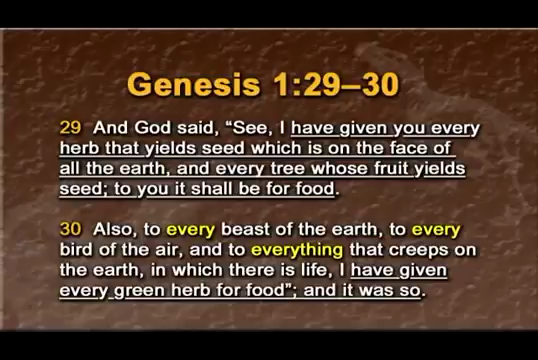 Genesis 1:29–30
29 And God said, “See, I have given you every
herb that yields seed which is on the face of
all the earth, and every tree whose fruit yields
seed; to you it shall be for food.
30 Also, to every beast of the earth, to every
bird of the air, and to everything that creeps on
the earth, in which there is life, I have given
every green herb for food”; and it was so.